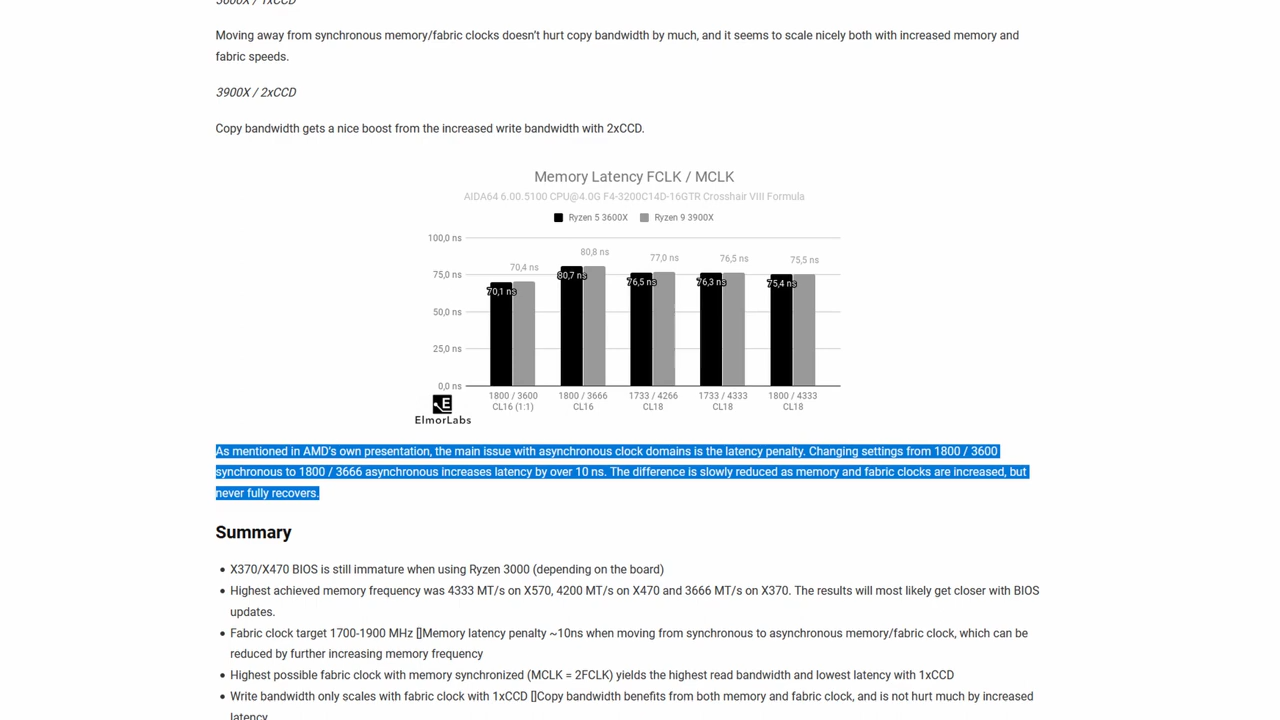 3600X / 1xCCD
Moving away from synchronous memory/fabric clocks doesn't hurt copy bandwidth by much, and it seems to scale nicely both with increased memory and
fabric speeds.
3900X / 2xCCD
Copy bandwidth gets a nice boost from the increased write bandwidth with 2xCCD.
Memory Latency FCLK / MCLK
AIDA64 6.00.5100 CPU@4.0G F4-3200C14D-16GTR Crosshair VIII Formula
Ryzen 5 3600X Ryzen 9 3900X
100,0 ns
75,0 ns
50,0 ns
25,0 ns
0,0 ns
70,1 ns 70,4 ns 80,7 ns 80,8 ns 76,5 ns 77,0 ns 76,3 ns 76,5 ns 75,4 ns 75,5 ns
1800 / 3600 1800 / 3666 1733 / 4266 1733 / 4333 1800 / 4333
CL16 (1:1) CL16 CL18 CL18 CL18
E
ElmorLabs
As mentioned in AMD's own presentation, the main issue with asynchronous clock domains is the latency penalty. Changing settings from 1800 / 3600
synchronous to 1800 / 3666 asynchronous increases latency by over 10 ns. The difference is slowly reduced as memory and fabric clocks are increased, but
never fully recovers.
Summary
• X370/X470 BIOS is still immature when using Ryzen 3000 (depending on the board)
• Highest achieved memory frequency was 4333 MT/s on X570, 4200 MT/s on X470 and 3666 MT/s on X370. The results will most likely get closer with BIOS
updates.
• Fabric clock target 1700-1900 MHz []Memory latency penalty ~10ns when moving from synchronous to asynchronous memory/fabric clock, which can be
reduced by further increasing memory frequency
• Highest possible fabric clock with memory synchronized (MCLK = 2FCLK) yields the highest read bandwidth and lowest latency with 1xCCD
• Write bandwidth only scales with fabric clock with 1xCCD []Copy bandwidth benefits from both memory and fabric clock, and is not hurt much by increased
latency